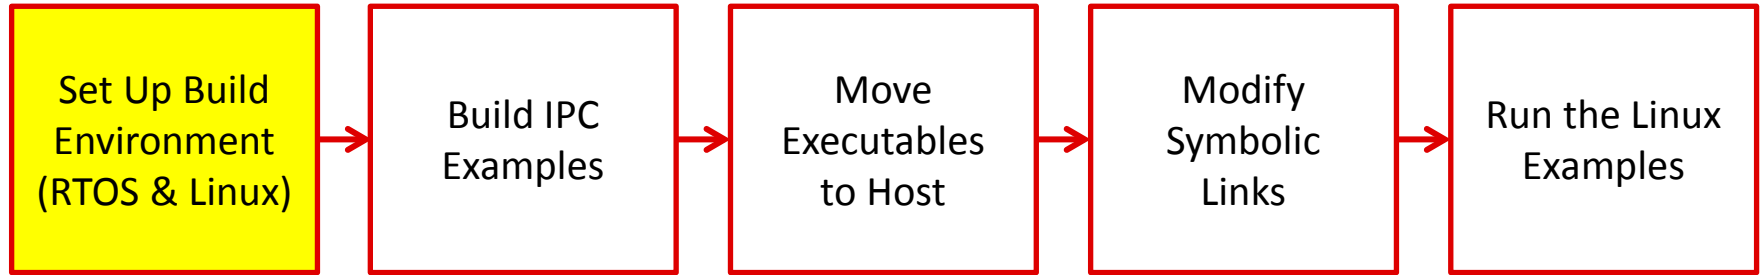 Set Up Build
Environment
(RTOS & Linux)
Build IPC
Examples
Move
Executables
to Host
Modify
Symbolic
Links
Run the Linux
Examples